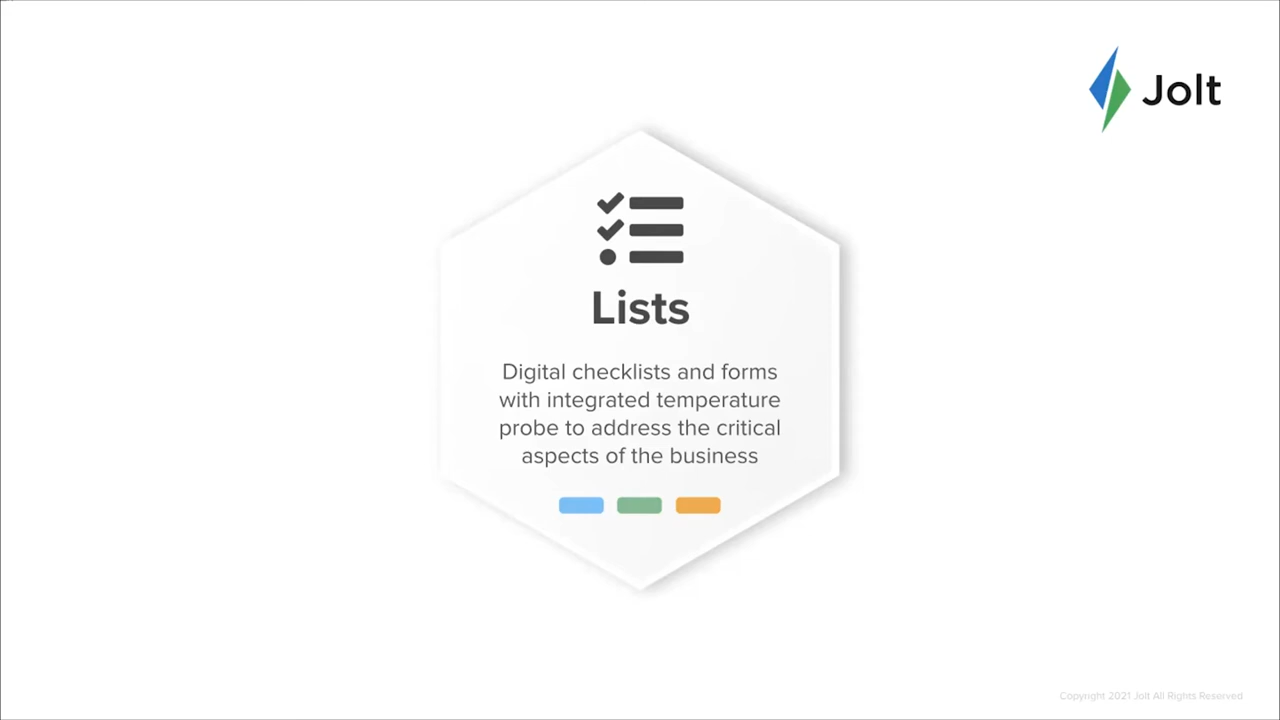 Jolt
Lists
Digital checklists and forms
with integrated temperature
probe to address the critical
aspects of the business
Copyright 2021 Jolt All Rights Reserved